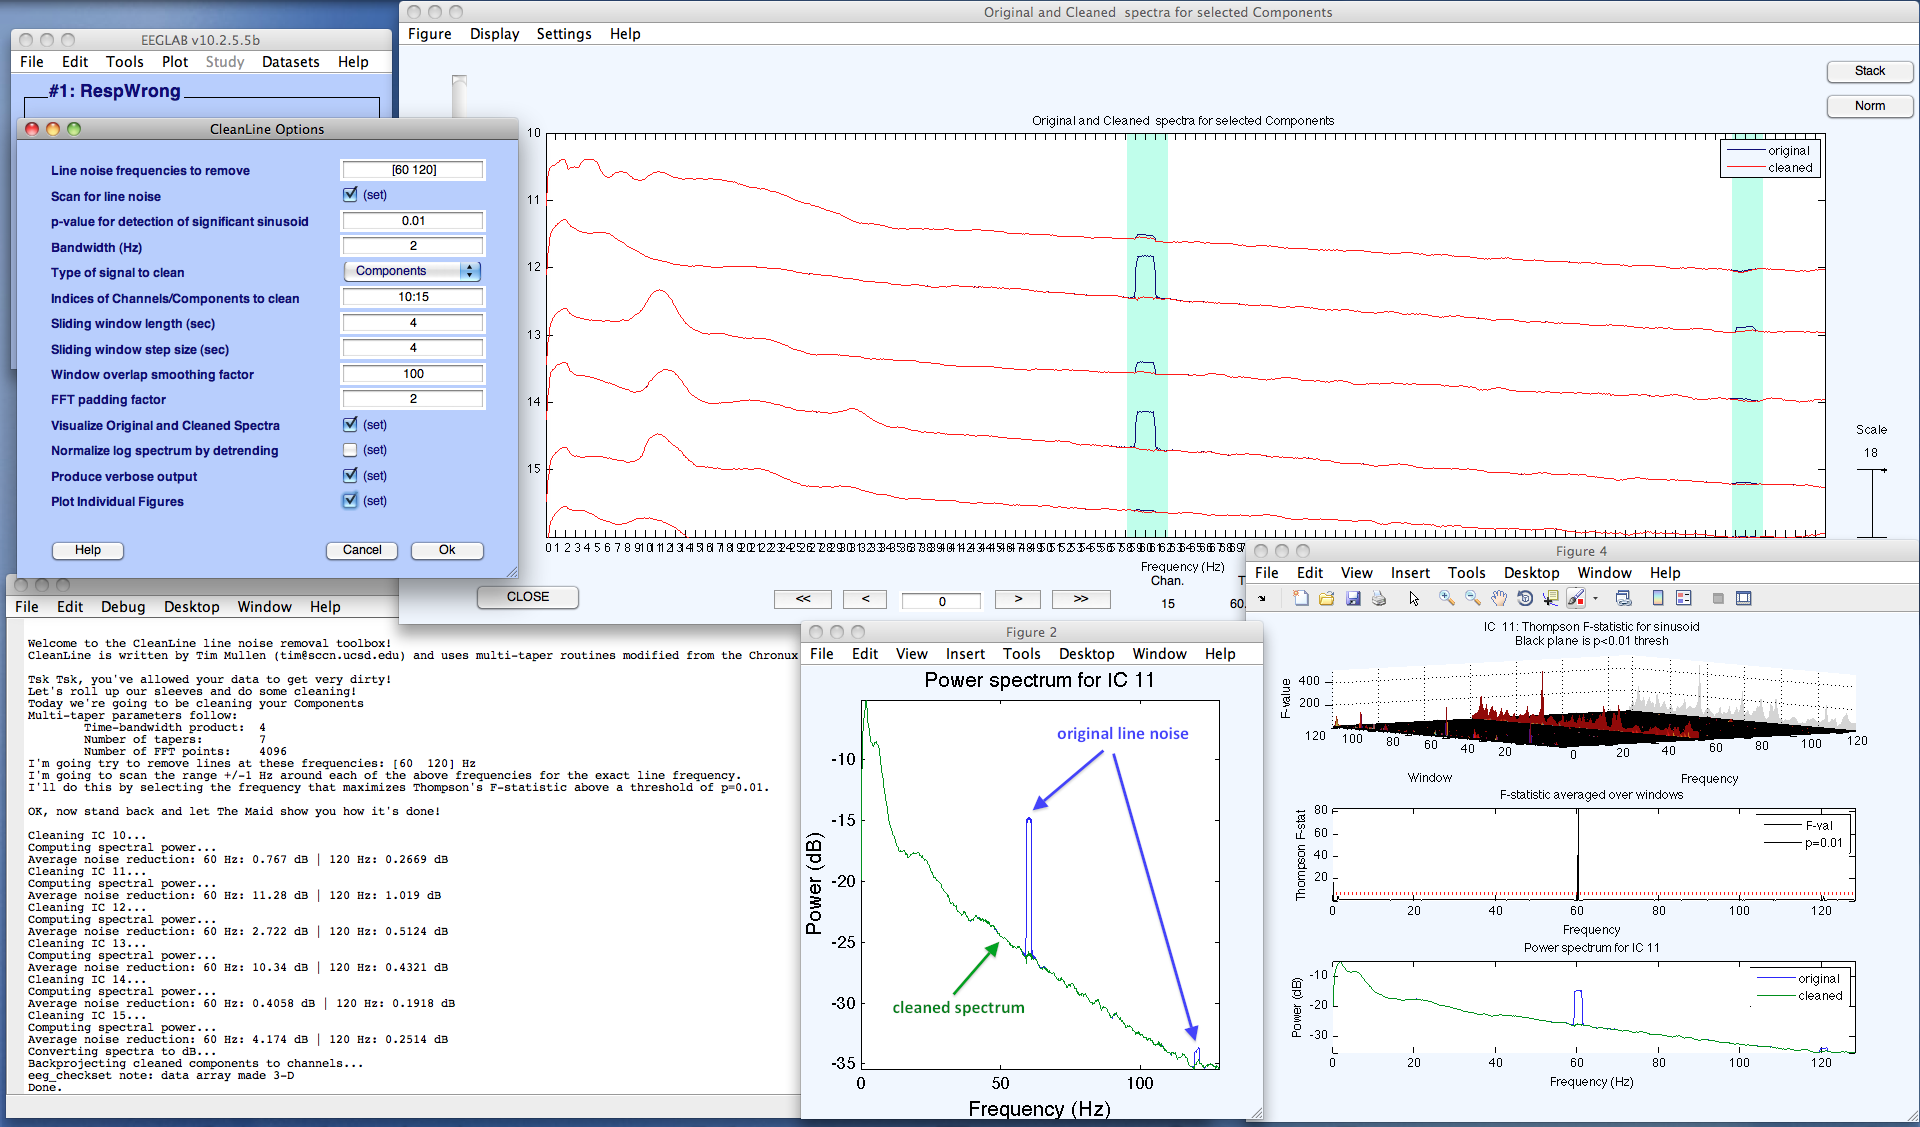 Original and Cleaned  spectra for selected Components
Figure Display Settings Help
EEGLAB v10.2.5.5b
File Edit Tools Plot Study Datasets Help
#1: RespWrong
Stack
Norm
CleanLine Options
Line noise frequencies to remove [60 120]
Scan for line noise (set)
p-value for detection of significant sinusoid 0.01
Bandwidth (Hz) 2
Type of signal to clean Components
Indices of Channels/Components to clean 10:15
Sliding window length (sec) 4
Sliding window step size (sec) 4
Window overlap smoothing factor 100
FFT padding factor 2
Visualize Original and Cleaned Spectra (set)
Normalize log spectrum by detrending (set)
Produce verbose output (set)
Plot Individual Figures (set)
Help Cancel Ok
Original and Cleaned  spectra for selected Components
original
cleaned
10
11
12
13
14
15
Scale
18
Frequency (Hz)
Chan.
15
60.
CLOSE << < 0 > >>
File Edit Debug Desktop Window Help
Welcome to the CleanLine line noise removal toolbox!
CleanLine is written by Tim Mullen (tim@sccn.ucsd.edu) and uses multi-taper routines modified from the Chronux
Tsk Tsk, you've allowed your data to get very dirty!
Let's roll up our sleeves and do some cleaning!
Today we're going to be cleaning your Components
Multi-taper parameters follow:
Time-bandwidth product: 4
Number of tapers: 7
Number of FFT points: 4096
I'm going try to remove lines at these frequencies: [60  120] Hz
I'm going to scan the range +/-1 Hz around each of the above frequencies for the exact line frequency.
I'll do this by selecting the frequency that maximizes Thompson's F-statistic above a threshold of p=0.01.
OK, now stand back and let The Maid show you how it's done!
Cleaning IC 10...
Computing spectral power...
Average noise reduction: 60 Hz: 0.767 dB | 120 Hz: 0.2669 dB
Cleaning IC 11...
Computing spectral power...
Average noise reduction: 60 Hz: 11.28 dB | 120 Hz: 1.019 dB
Cleaning IC 12...
Computing spectral power...
Average noise reduction: 60 Hz: 2.722 dB | 120 Hz: 0.5124 dB
Cleaning IC 13...
Computing spectral power...
Average noise reduction: 60 Hz: 10.34 dB | 120 Hz: 0.4321 dB
Cleaning IC 14...
Computing spectral power...
Average noise reduction: 60 Hz: 0.4058 dB | 120 Hz: 0.1918 dB
Cleaning IC 15...
Computing spectral power...
Average noise reduction: 60 Hz: 4.174 dB | 120 Hz: 0.2514 dB
Converting spectra to dB...
Backprojecting cleaned components to channels...
eeg_checkset note: data array made 3-D
Done.
Figure 2
File Edit View Insert Tools Desktop Window Help
Power spectrum for IC 11
original line noise
cleaned spectrum
Power (dB)
-10
-15
-20
-25
-30
-35
0 50 100
Frequency (Hz)
Figure 4
File Edit View Insert Tools Desktop Window Help
IC  11: Thompson F-statistic for sinusoid
Black plane is p<0.01 thresh
F-value
400
200
120 100 80 60 40 20 0 20 40 60 80 100 120
Window Frequency
F-statistic averaged over windows
Thompson F-stat
80
60
40
20
F-val
p=0.01
0 20 40 60 80 100 120
Frequency
Power spectrum for IC 11
Power (dB)
-10
-20
-30
original
cleaned
0 20 40 60 80 100 120
Frequency (Hz)